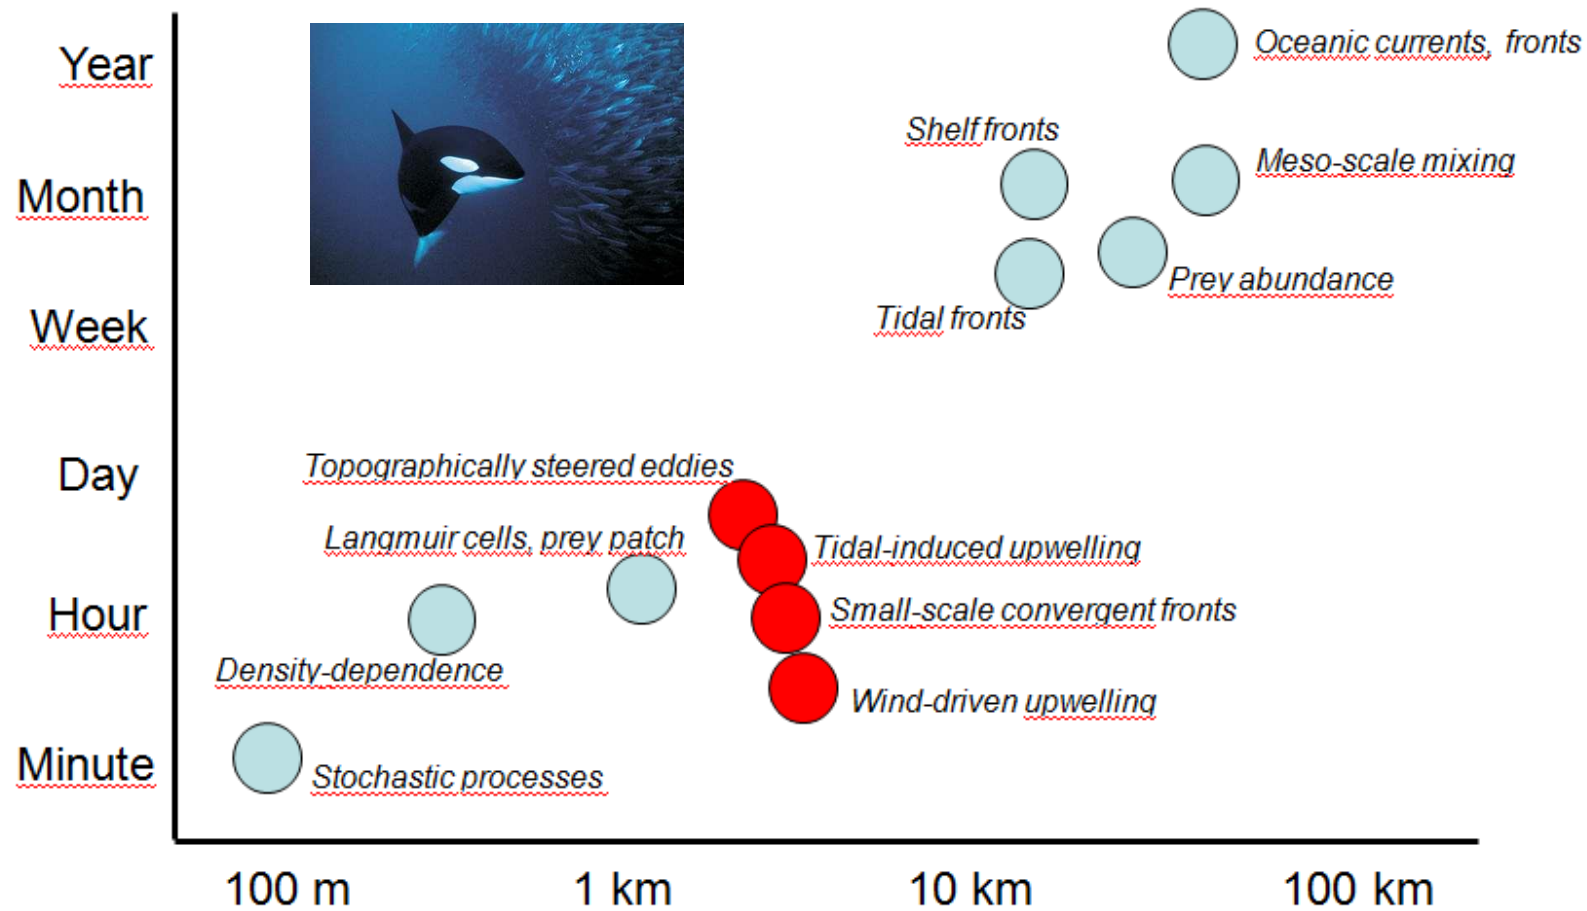 Year
Oceanic currents, fronts
Shelf fronts
Meso-scale mixing
Month
Prey abundance
Tidal fronts
Week
Topographically steered eddies
Day
Langmuir cells, prey patch
Tidal-induced upwelling
Hour
Small-scale convergent fronts
Density-dependence
Wind-driven upwelling
Minute
Stochastic processes
100 m
1 km
10 km
100 km